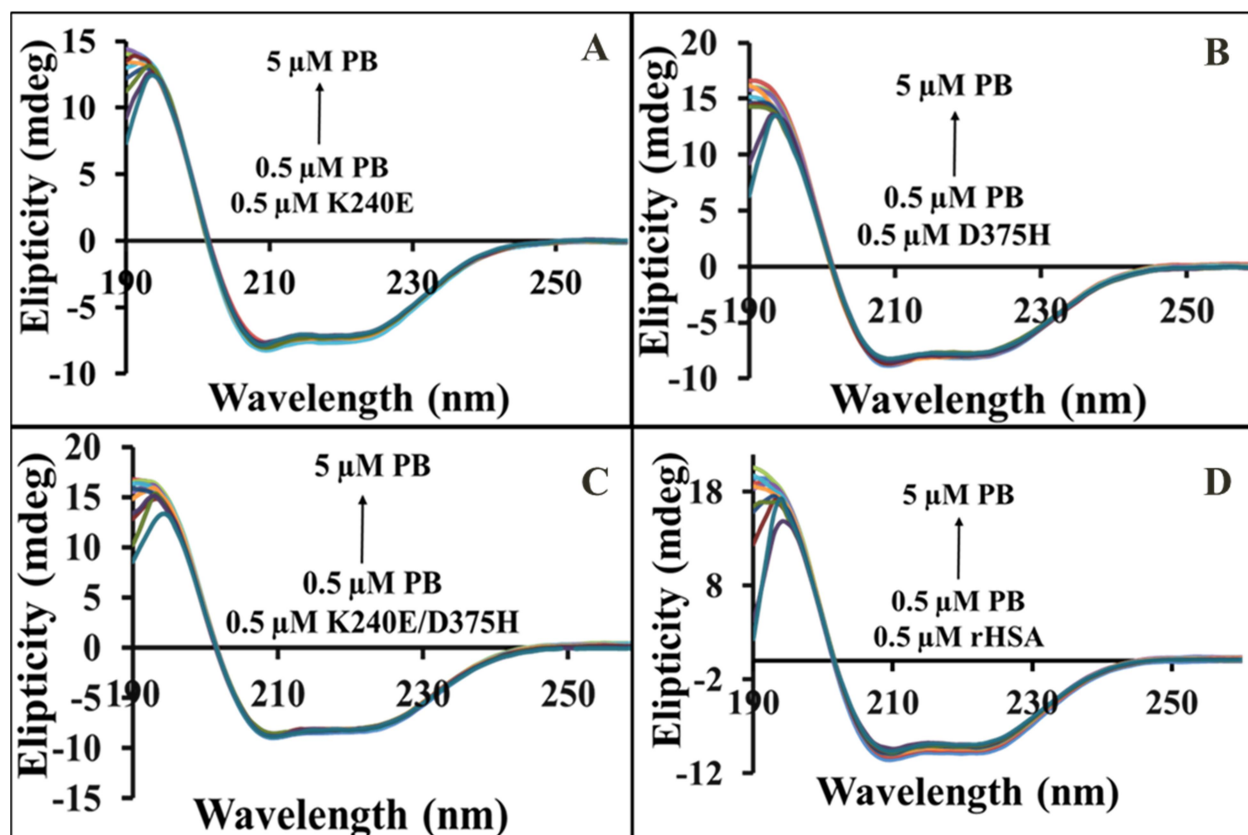 A
Elipticity (mdeg)
15
10
5
0
-5
-10
5 µM PB
0.5 µM PB
0.5 µM K240E
190 210 230 250
Wavelength (nm)
B
Elipticity (mdeg)
20
15
10
5
0
-5
-10
5 µM PB
0.5 µM PB
0.5 µM D375H
190 210 230 250
Wavelength (nm)
C
Elipticity (mdeg)
20
15
10
5
0
-5
-10
-15
5 µM PB
0.5 µM PB
0.5 µM K240E/D375H
190 210 230 250
Wavelength (nm)
D
Elipticity (mdeg)
18
8
-2
-12
5 µM PB
0.5 µM PB
0.5 µM rHSA
190 210 230 250
Wavelength (nm)